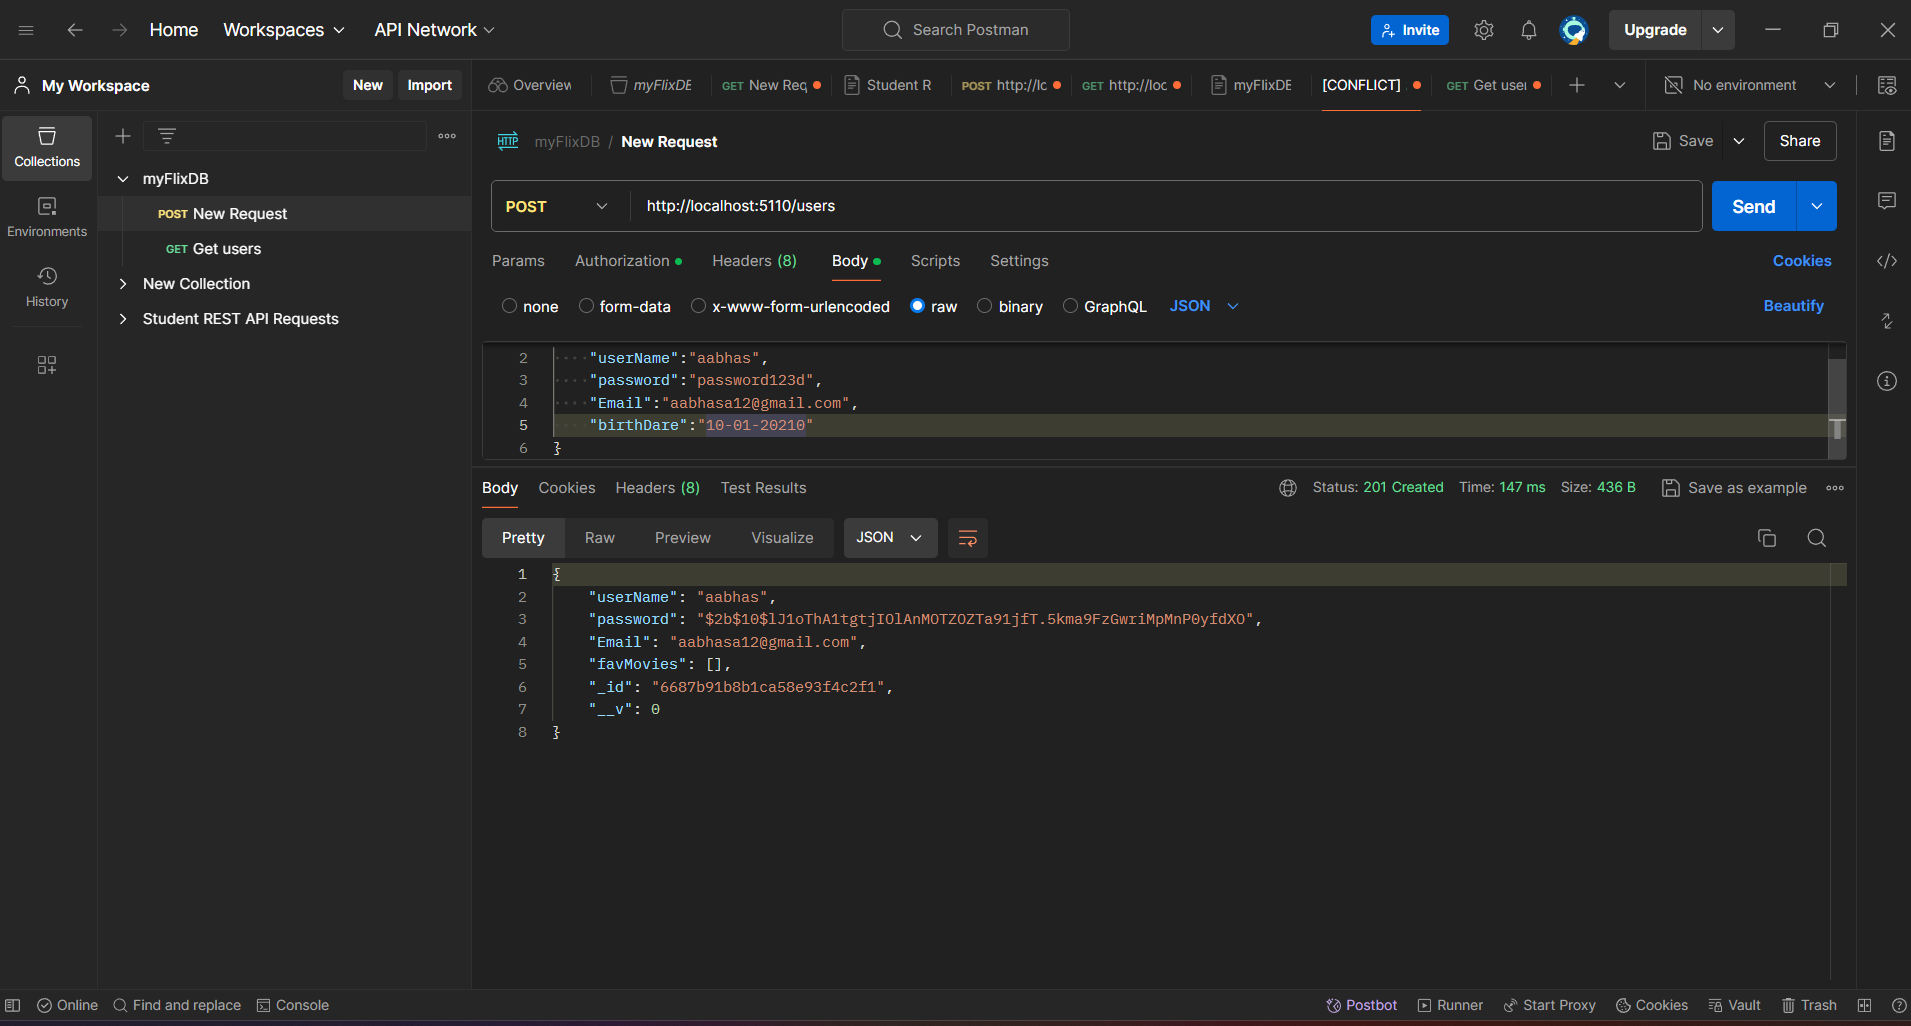 Home Workspaces API Network Search Postman Invite Upgrade
My Workspace New Import Overview myFlixDB GET New Req Student R POST http://lo GET http://loc myFlixDB [CONFLICT] GET Get user No environment
Collections
Environments
History
myFlixDB
POST New Request
GET Get users
New Collection
Student REST API Requests
HTTP myFlixDB / New Request Save Share
POST http://localhost:5110/users Send
Params Authorization Headers (8) Body Scripts Settings Cookies
none form-data x-www-form-urlencoded raw binary GraphQL JSON Beautify
2 "userName":"aabhas",
3 "password":"password123d",
4 "Email":"aabhasa12@gmail.com",
5 "birthDare":"10-01-20210"
6 }
Body Cookies Headers (8) Test Results Status: 201 Created Time: 147 ms Size: 436 B Save as example
Pretty Raw Preview Visualize JSON
1 {
2 "userName": "aabhas",
3 "password": "$2b$10$lJ1oThA1tgtjIOlAnMOTZOZTa91jfT.5kma9FzGwriMpMnP0yfdXO",
4 "Email": "aabhasa12@gmail.com",
5 "favMovies": [],
6 "_id": "6687b91b8b1ca58e93f4c2f1",
7 "__v": 0
8 }
Online Find and replace Console Postbot Runner Start Proxy Cookies Vault Trash